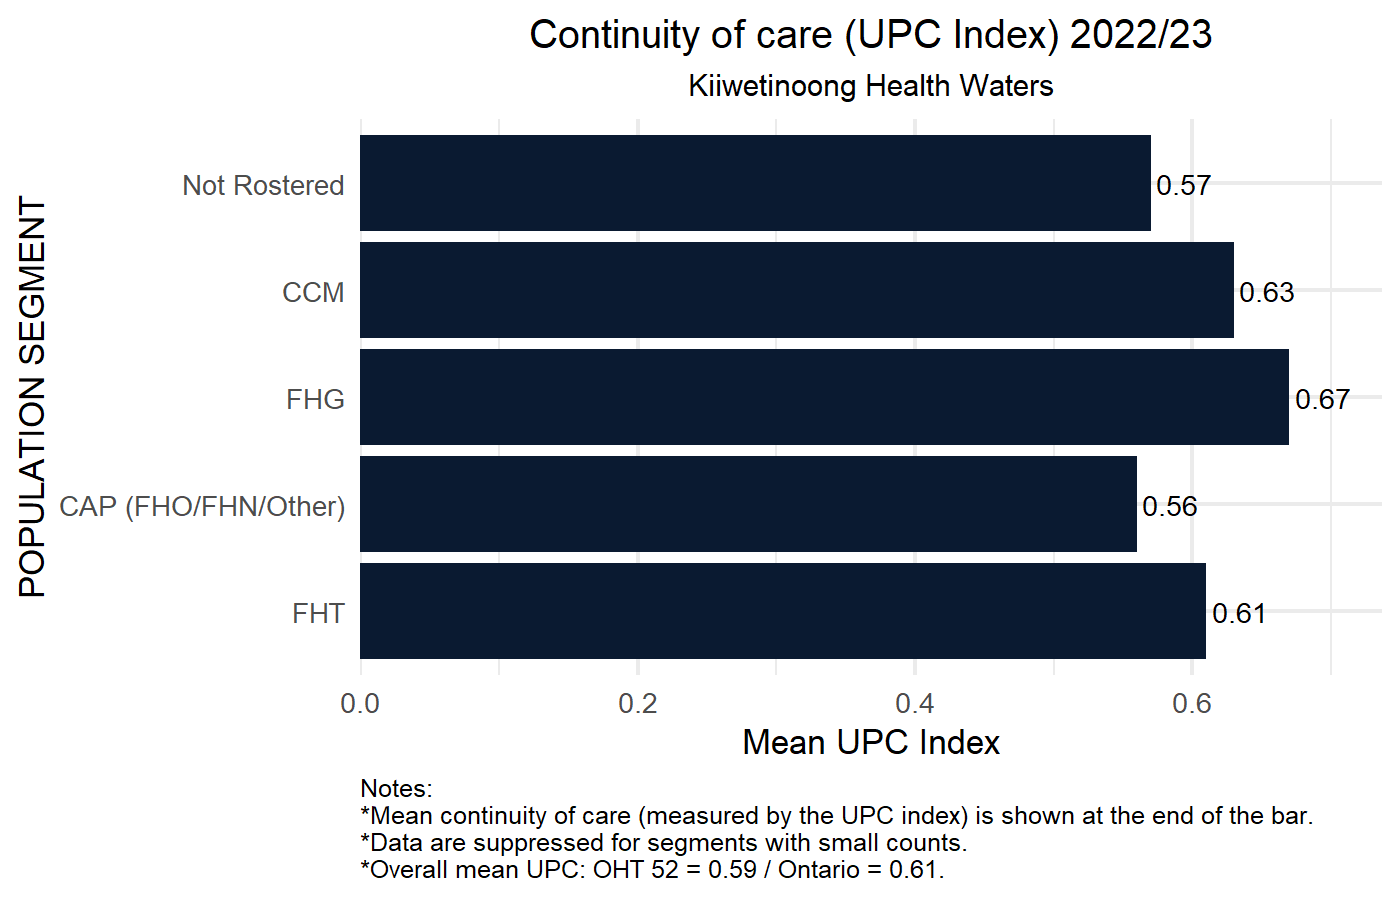 Continuity of care (UPC Index) 2022/23
Kiiwetinoong Health Waters
POPULATION SEGMENT
Not Rostered
0.57
CCM
0.63
FHG
0.67
CAP (FHO/FHN/Other)
0.56
FHT
0.61
0.0 0.2 0.4 0.6
Mean UPC Index
Notes:
*Mean continuity of care (measured by the UPC index) is shown at the end of the bar.
*Data are suppressed for segments with small counts.
*Overall mean UPC: OHT 52 = 0.59 / Ontario = 0.61.